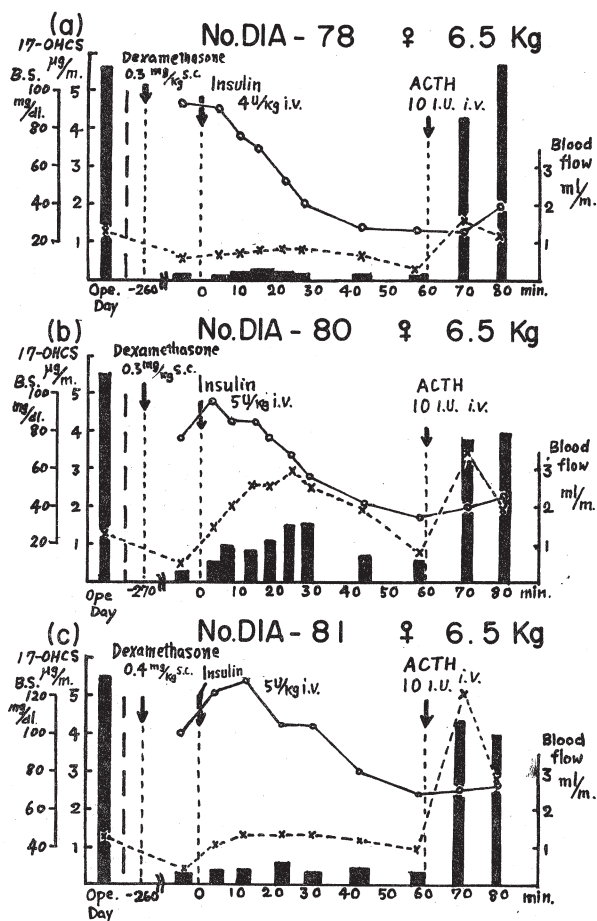 (a) No.DIA - 78 ♀ 6.5 Kg
17-OHCS
µg/m.
B.S.
mg/dl.
Dexamethasone
0.3 mg/kg s.c.
Insulin
4 U/kg i.v.
ACTH
10 I.U. i.v.
Blood
flow
ml/m.
100 80 60 40 20
5 4 3 2 1
3 2 1
Ope. Day -260 0 10 20 30 40 50 60 70 80 min.
(b) No.DIA - 80 ♀ 6.5 Kg
17-OHCS
µg/m.
B.S.
mg/dl.
Dexamethasone
0.3 mg/kg s.c.
Insulin
5 U/kg i.v.
ACTH
10 I.U. i.v.
Blood
flow
ml/m.
100 80 60 40 20
5 4 3 2 1
3 2 1
Ope Day -270 0 10 20 30 40 50 60 70 80 min.
(c) No.DIA - 81 ♀ 6.5 Kg
17-OHCS
µg/m.
B.S.
mg/dl.
Dexamethasone
0.4 mg/kg s.c.
Insulin
5 U/kg i.v.
ACTH
10 I.U. i.v.
Blood
flow
ml/m.
120 100 80 60 40
5 4 3 2 1
3 2 1
Ope. Day -260 0 10 20 30 40 50 60 70 80 min.